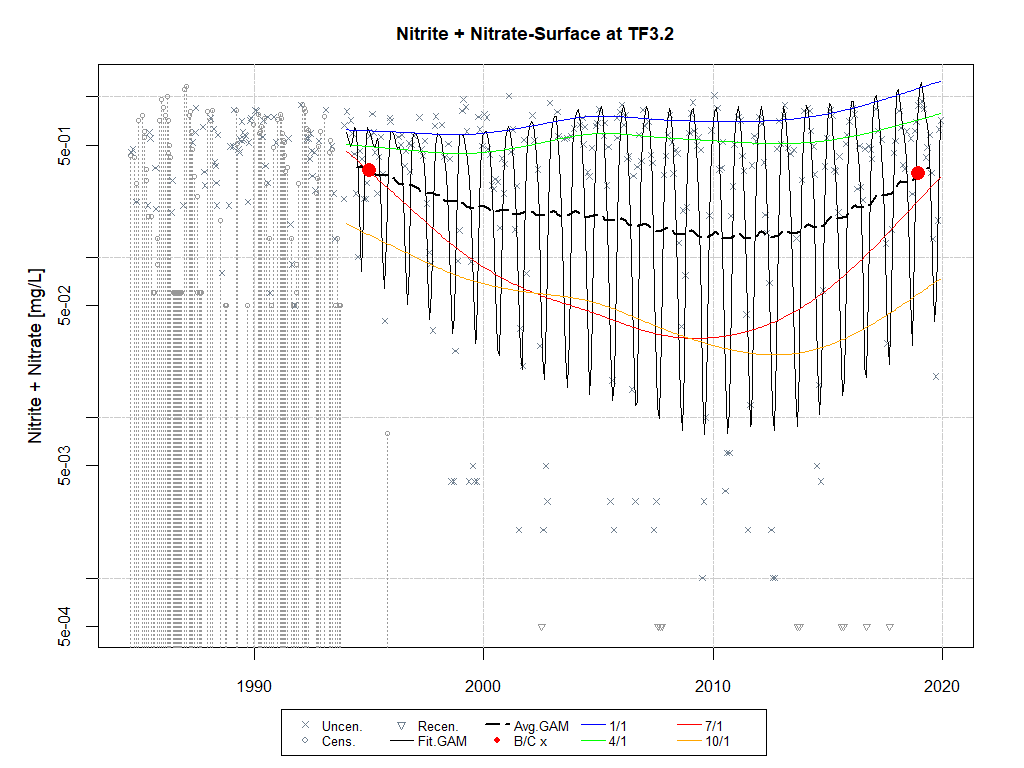 Nitrite + Nitrate-Surface at TF3.2
Nitrite + Nitrate [mg/L]
5e-01
5e-02
5e-03
5e-04
1990 2000 2010 2020
Uncen. Recen. Avg.GAM 1/1 7/1
Cens. Fit.GAM B/C x 4/1 10/1